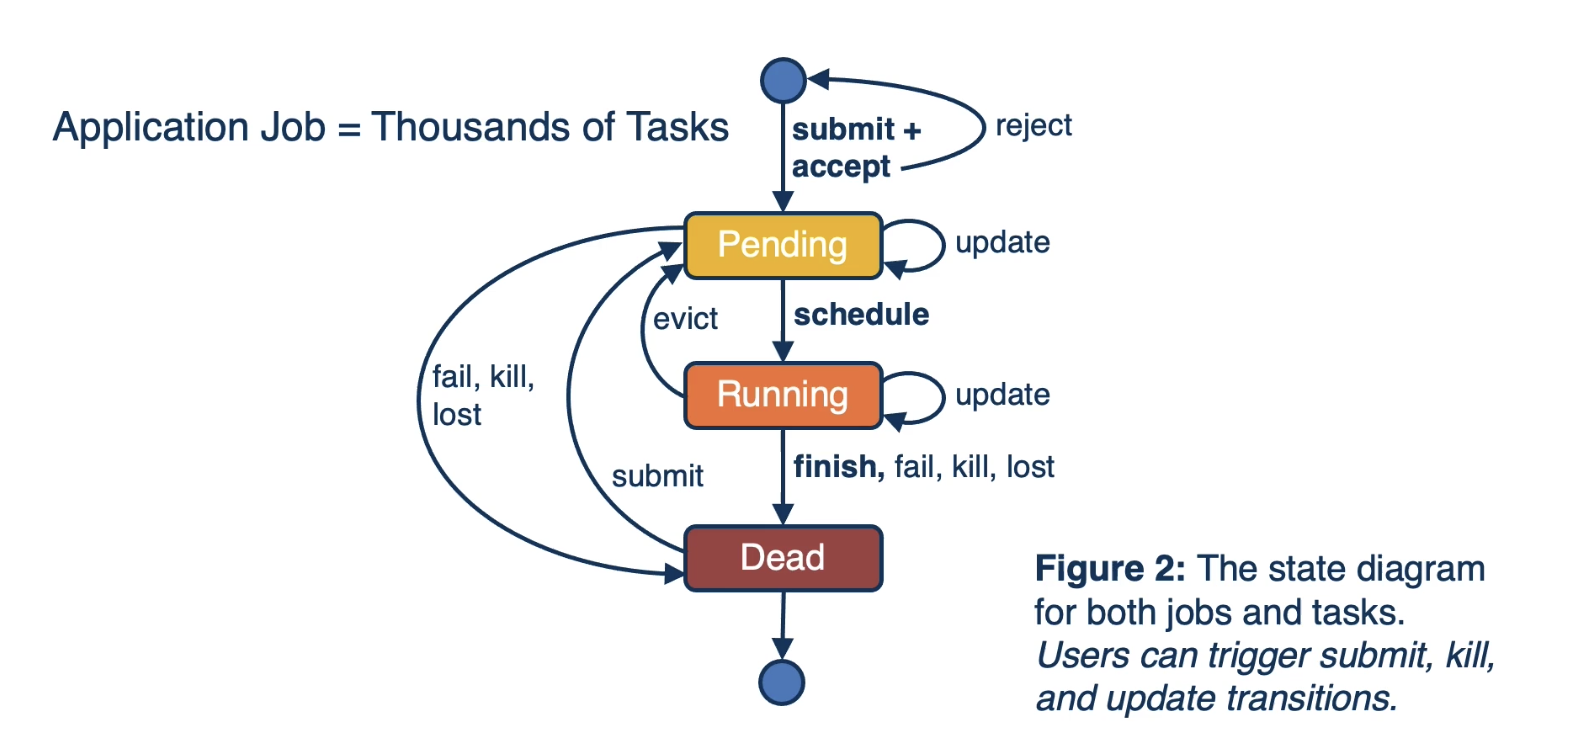 Application Job = Thousands of Tasks
submit +
accept
reject
Pending
update
evict
schedule
fail, kill,
lost
Running
update
submit
finish, fail, kill, lost
Dead
Figure 2: The state diagram
for both jobs and tasks.
Users can trigger submit, kill,
and update transitions.